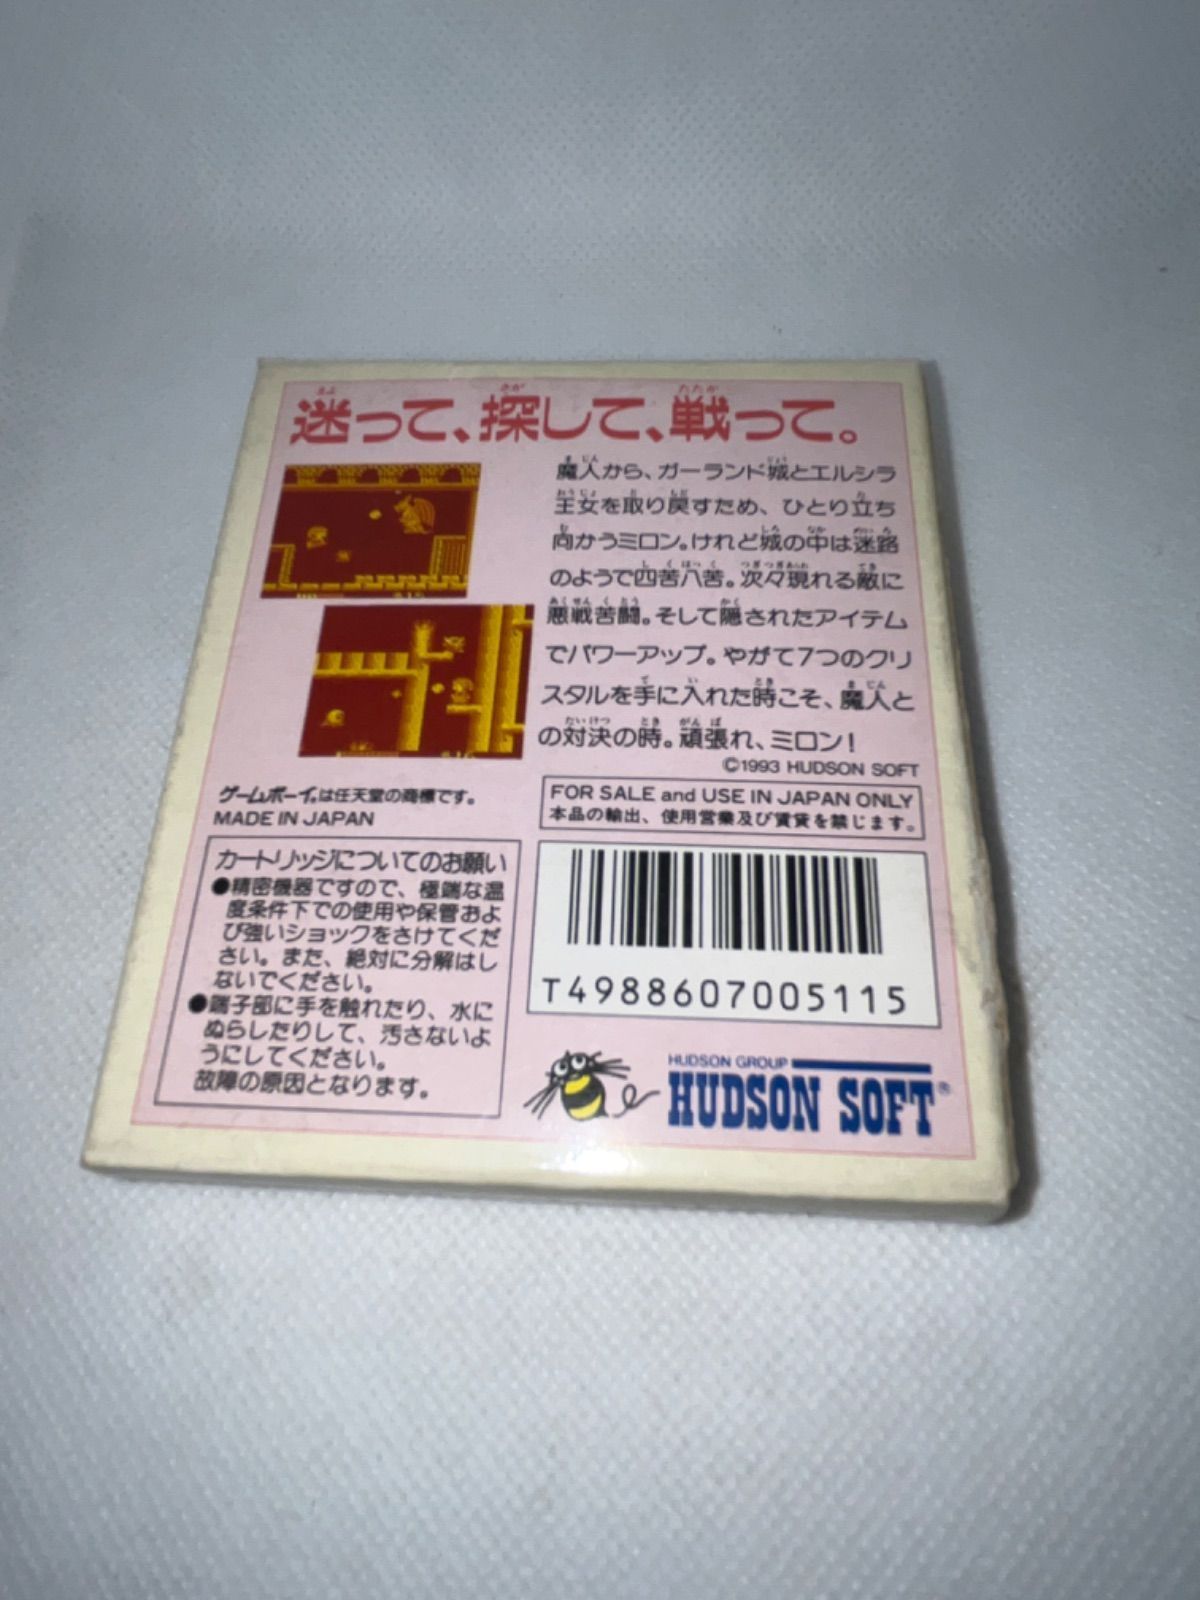 迷って、探して、戦って。
魔人から、ガーランド城とエルシラ
王女を取り戻すため、ひとり立ち
向かうミロン。けれど城の中は迷路
のようで四苦八苦。次々現れる敵に
悪戦苦闘。そして隠されたアイテム
でパワーアップ。やがて7つのクリ
スタルを手に入れた時こそ、魔人と
の対決の時。頑張れ、ミロン!
©1993 HUDSON SOFT
ゲームボーイ®は任天堂の商標です。
MADE IN JAPAN
FOR SALE and USE IN JAPAN ONLY
本品の輸出、使用営業及び賃貸を禁じます。
カートリッジについてのお願い
●精密機器ですので、極端な温
度条件下での使用や保管およ
び強いショックをさけてくだ
さい。また、絶対に分解はし
ないでください。
●端子部に手を触れたり、水に
ぬらしたりして、汚さないよ
うにしてください。
故障の原因となります。
T4988607005115
HUDSON GROUP
HUDSON SOFT®